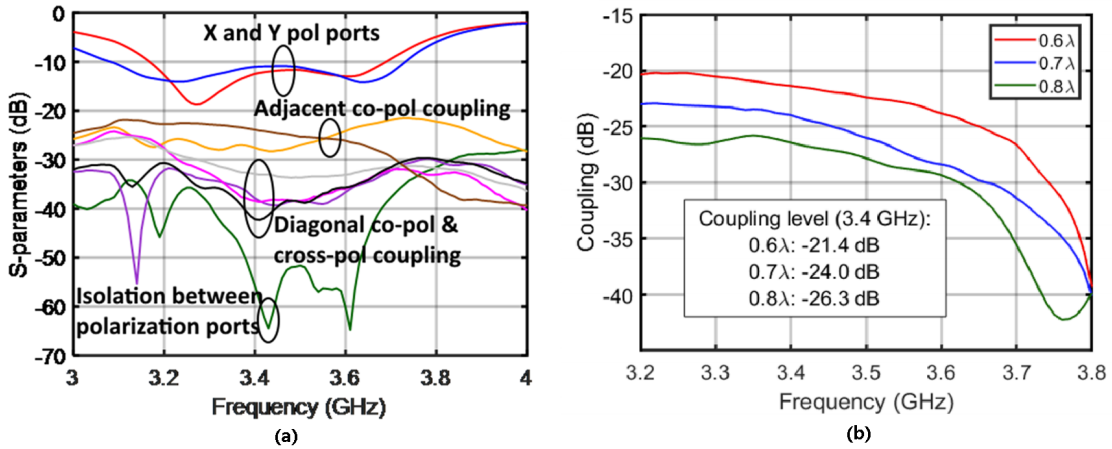 0
-10
-20
-30
-40
-50
-60
-70
S-parameters (dB)
X and Y pol ports
Adjacent co-pol coupling
Diagonal co-pol &
cross-pol coupling
Isolation between
polarization ports
3
3.2
3.4
3.6
3.8
4
Frequency (GHz)
(a)
-15
-20
-25
-30
-35
-40
Coupling (dB)
0.6λ
0.7λ
0.8λ
Coupling level (3.4 GHz):
0.6λ: -21.4 dB
0.7λ: -24.0 dB
0.8λ: -26.3 dB
3.2
3.3
3.4
3.5
3.6
3.7
3.8
Frequency (GHz)
(b)